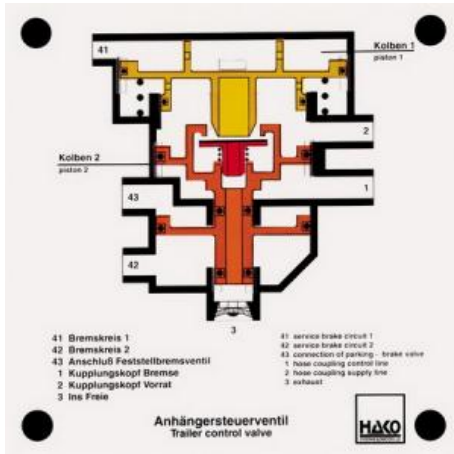 41
Kolben 1
piston 1
2
Kolben 2
piston 2
1
43
42
3
41 Bremskreis 1
42 Bremskreis 2
43 Anschluß Feststellbremsventil
1 Kupplungskopf Bremse
2 Kupplungskopf Vorrat
3 Ins Freie
41 service brake circuit 1
42 service brake circuit 2
43 connection of parking - brake valve
1 hose coupling control line
2 hose coupling supply line
3 exhaust
Anhängersteuerventil
Trailer control valve
HAKO